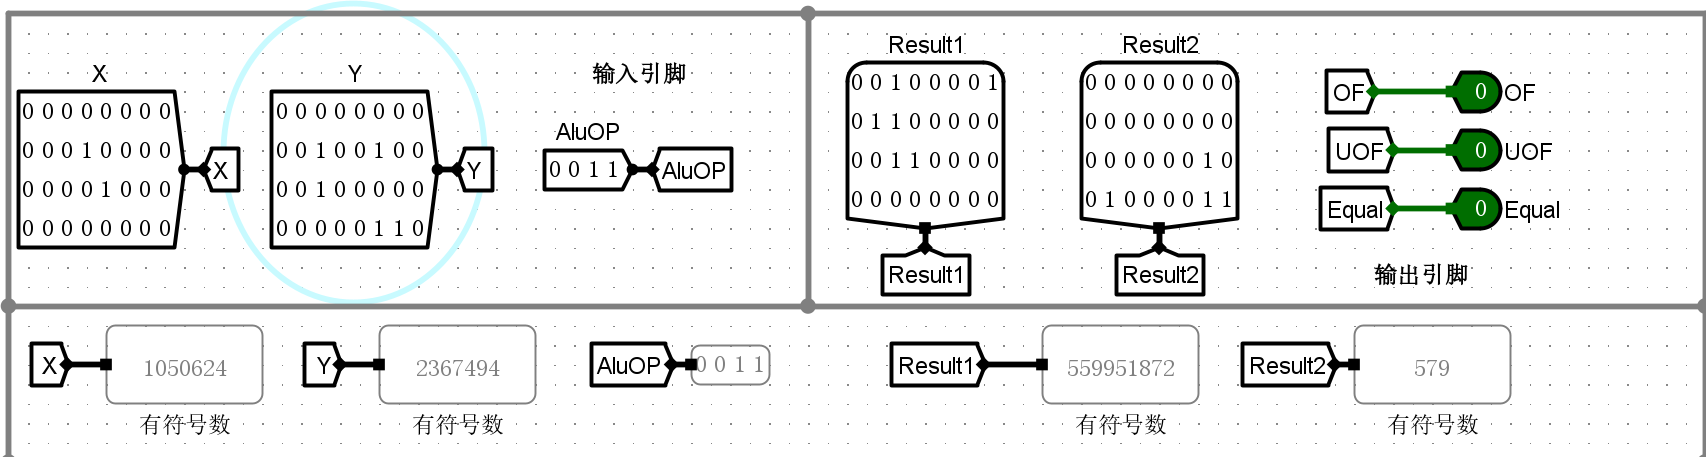 X
0 0 0 0 0 0 0 0
0 0 0 1 0 0 0 0
0 0 0 0 1 0 0 0
0 0 0 0 0 0 0 0
X
Y
0 0 0 0 0 0 0 0
0 0 1 0 0 1 0 0
0 0 1 0 0 0 0 0
0 0 0 0 0 1 1 0
Y
输入引脚
AluOP
0 0 1 1
AluOP
Result1
0 0 1 0 0 0 0 1
0 1 1 0 0 0 0 0
0 0 1 1 0 0 0 0
0 0 0 0 0 0 0 0
Result1
Result2
0 0 0 0 0 0 0 0
0 0 0 0 0 0 0 0
0 0 0 0 0 0 1 0
0 1 0 0 0 0 1 1
Result2
OF 0 OF
UOF 0 UOF
Equal 0 Equal
输出引脚
X 1050624
有符号数
Y 2367494
有符号数
AluOP 0 0 1 1
Result1 559951872
有符号数
Result2 579
有符号数